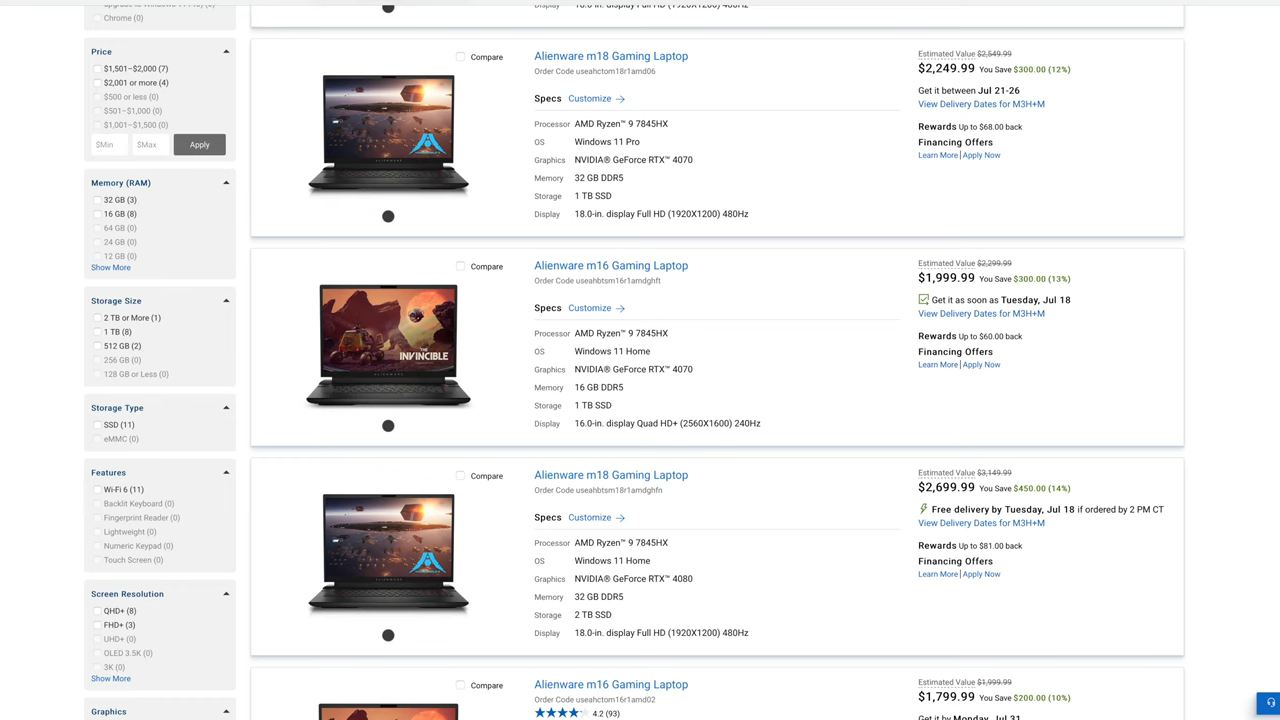 Chrome (0)
Price
$1,501–$2,000 (7)
$2,001 or more (4)
$500 or less (0)
$501–$1,000 (0)
$1,001–$1,500 (0)
$Min
$Max
Apply
Memory (RAM)
32 GB (3)
16 GB (8)
64 GB (0)
24 GB (0)
12 GB (0)
Show More
Storage Size
2 TB or More (1)
1 TB (8)
512 GB (2)
256 GB (0)
128 GB or Less (0)
Storage Type
SSD (11)
eMMC (0)
Features
Wi-Fi 6 (11)
Backlit Keyboard (0)
Fingerprint Reader (0)
Lightweight (0)
Numeric Keypad (0)
Touch Screen (0)
Screen Resolution
QHD+ (8)
FHD+ (3)
UHD+ (0)
OLED 3.5K (0)
3K (0)
Show More
Graphics
Compare
Alienware m18 Gaming Laptop
Order Code useahctom18r1amd06
Specs Customize
Processor AMD Ryzen™ 9 7845HX
OS Windows 11 Pro
Graphics NVIDIA® GeForce RTX™ 4070
Memory 32 GB DDR5
Storage 1 TB SSD
Display 18.0-in. display Full HD (1920X1200) 480Hz
Estimated Value $2,549.99
$2,249.99 You Save $300.00 (12%)
Get it between Jul 21-26
View Delivery Dates for M3H+M
Rewards Up to $68.00 back
Financing Offers
Learn More | Apply Now
Compare
THE
INVINCIBLE
ALIENWARE
Alienware m16 Gaming Laptop
Order Code useahbtsm16r1amdghft
Specs Customize
Processor AMD Ryzen™ 9 7845HX
OS Windows 11 Home
Graphics NVIDIA® GeForce RTX™ 4070
Memory 16 GB DDR5
Storage 1 TB SSD
Display 16.0-in. display Quad HD+ (2560X1600) 240Hz
Estimated Value $2,299.99
$1,999.99 You Save $300.00 (13%)
Get it as soon as Tuesday, Jul 18
View Delivery Dates for M3H+M
Rewards Up to $60.00 back
Financing Offers
Learn More | Apply Now
Compare
Alienware m18 Gaming Laptop
Order Code useahbtsm18r1amdghfn
Specs Customize
Processor AMD Ryzen™ 9 7845HX
OS Windows 11 Home
Graphics NVIDIA® GeForce RTX™ 4080
Memory 32 GB DDR5
Storage 2 TB SSD
Display 18.0-in. display Full HD (1920X1200) 480Hz
Estimated Value $3,149.99
$2,699.99 You Save $450.00 (14%)
Free delivery by Tuesday, Jul 18 if ordered by 2 PM CT
View Delivery Dates for M3H+M
Rewards Up to $81.00 back
Financing Offers
Learn More | Apply Now
Compare
Alienware m16 Gaming Laptop
Order Code useahctom16r1amd02
4.2 (93)
Estimated Value $1,999.99
$1,799.99 You Save $200.00 (10%)
Get it by Monday, Jul 31